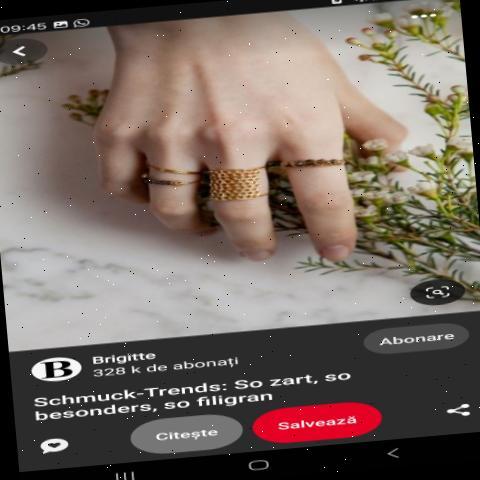 09:45
Brigitte
328 k de abonați
Abonare
Schmuck-Trends: So zart, so
besonders, so filigran
Citește
Salvează